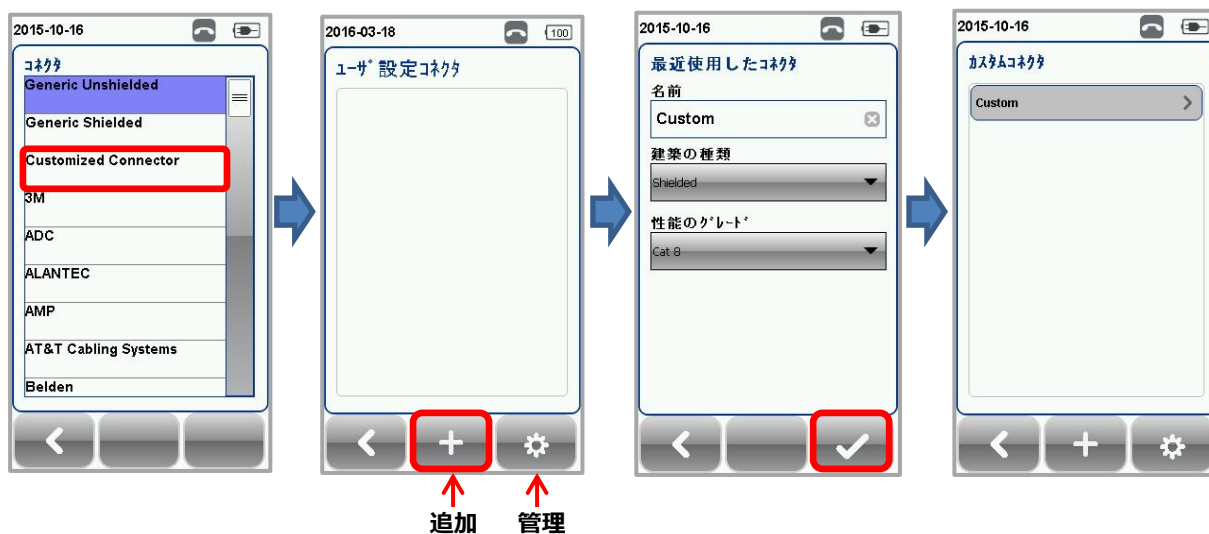 2015-10-16
コネクタ
Generic Unshielded
Generic Shielded
Customized Connector
3M
ADC
ALANTEC
AMP
AT&T Cabling Systems
Belden
2016-03-18
100
ユーザ設定コネクタ
追加
管理
2015-10-16
最近使用したコネクタ
名前
Custom
建築の種類
Shielded
性能のグレード
Cat 8
2015-10-16
カスタムコネクタ
Custom